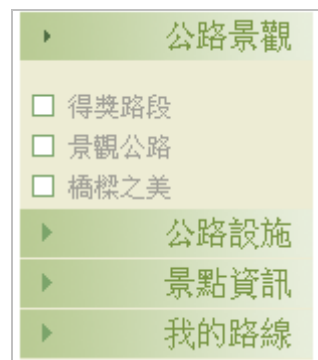 公路景觀
得獎路段
景觀公路
橋樑之美
公路設施
景點資訊
我的路線